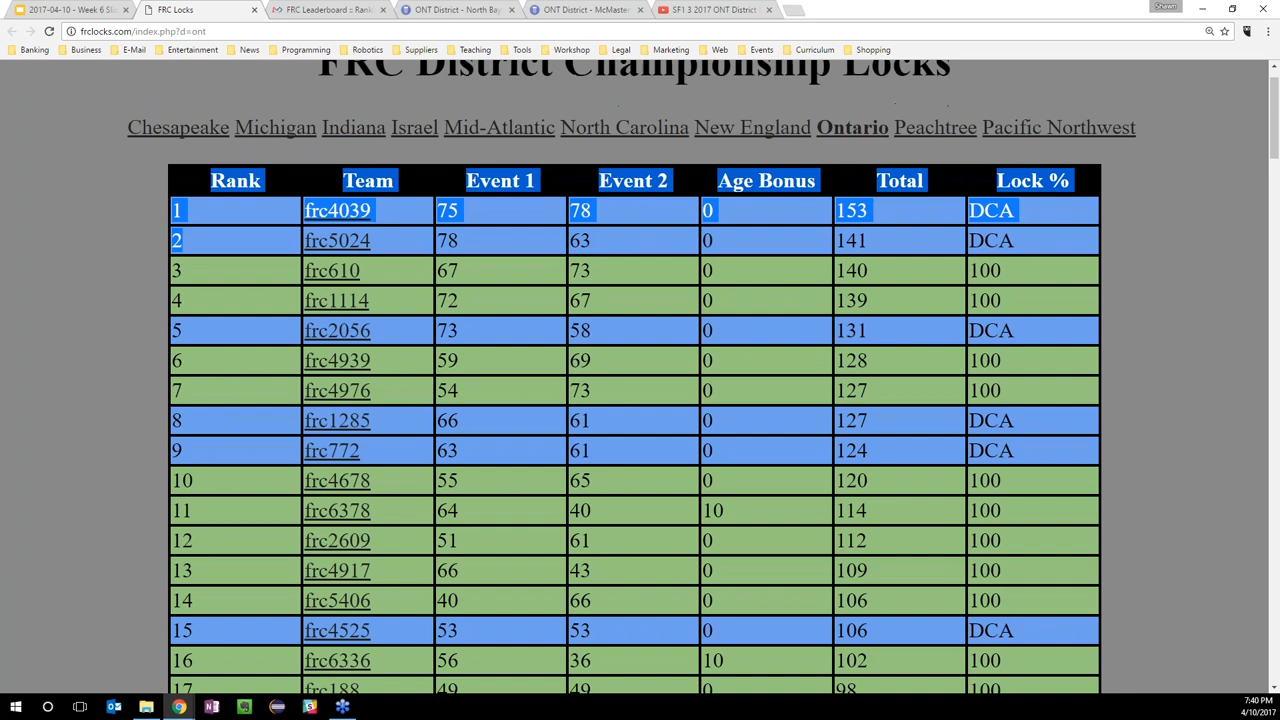 2017-04-10 - Week 6 Sli
FRC Locks
FRC Leaderboard :: Rank
ONT District - North Bay
ONT District - McMaster
SF1 3 2017 ONT District
Shawn
frclocks.com/index.php?d=ont
Banking Business E-Mail Entertainment News Programming Robotics Suppliers Teaching Tools Workshop Legal Marketing Web Events Curriculum Shopping
FRC District Championship Locks
Chesapeake Michigan Indiana Israel Mid-Atlantic North Carolina New England Ontario Peachtree Pacific Northwest
Rank Team Event 1 Event 2 Age Bonus Total Lock %
1 frc4039 75 78 0 153 DCA
2 frc5024 78 63 0 141 DCA
3 frc610 67 73 0 140 100
4 frc1114 72 67 0 139 100
5 frc2056 73 58 0 131 DCA
6 frc4939 59 69 0 128 100
7 frc4976 54 73 0 127 100
8 frc1285 66 61 0 127 DCA
9 frc772 63 61 0 124 DCA
10 frc4678 55 65 0 120 100
11 frc6378 64 40 10 114 100
12 frc2609 51 61 0 112 100
13 frc4917 66 43 0 109 100
14 frc5406 40 66 0 106 100
15 frc4525 53 53 0 106 DCA
16 frc6336 56 36 10 102 100
17 frc188 49 49 0 98 100
7:40 PM
4/10/2017